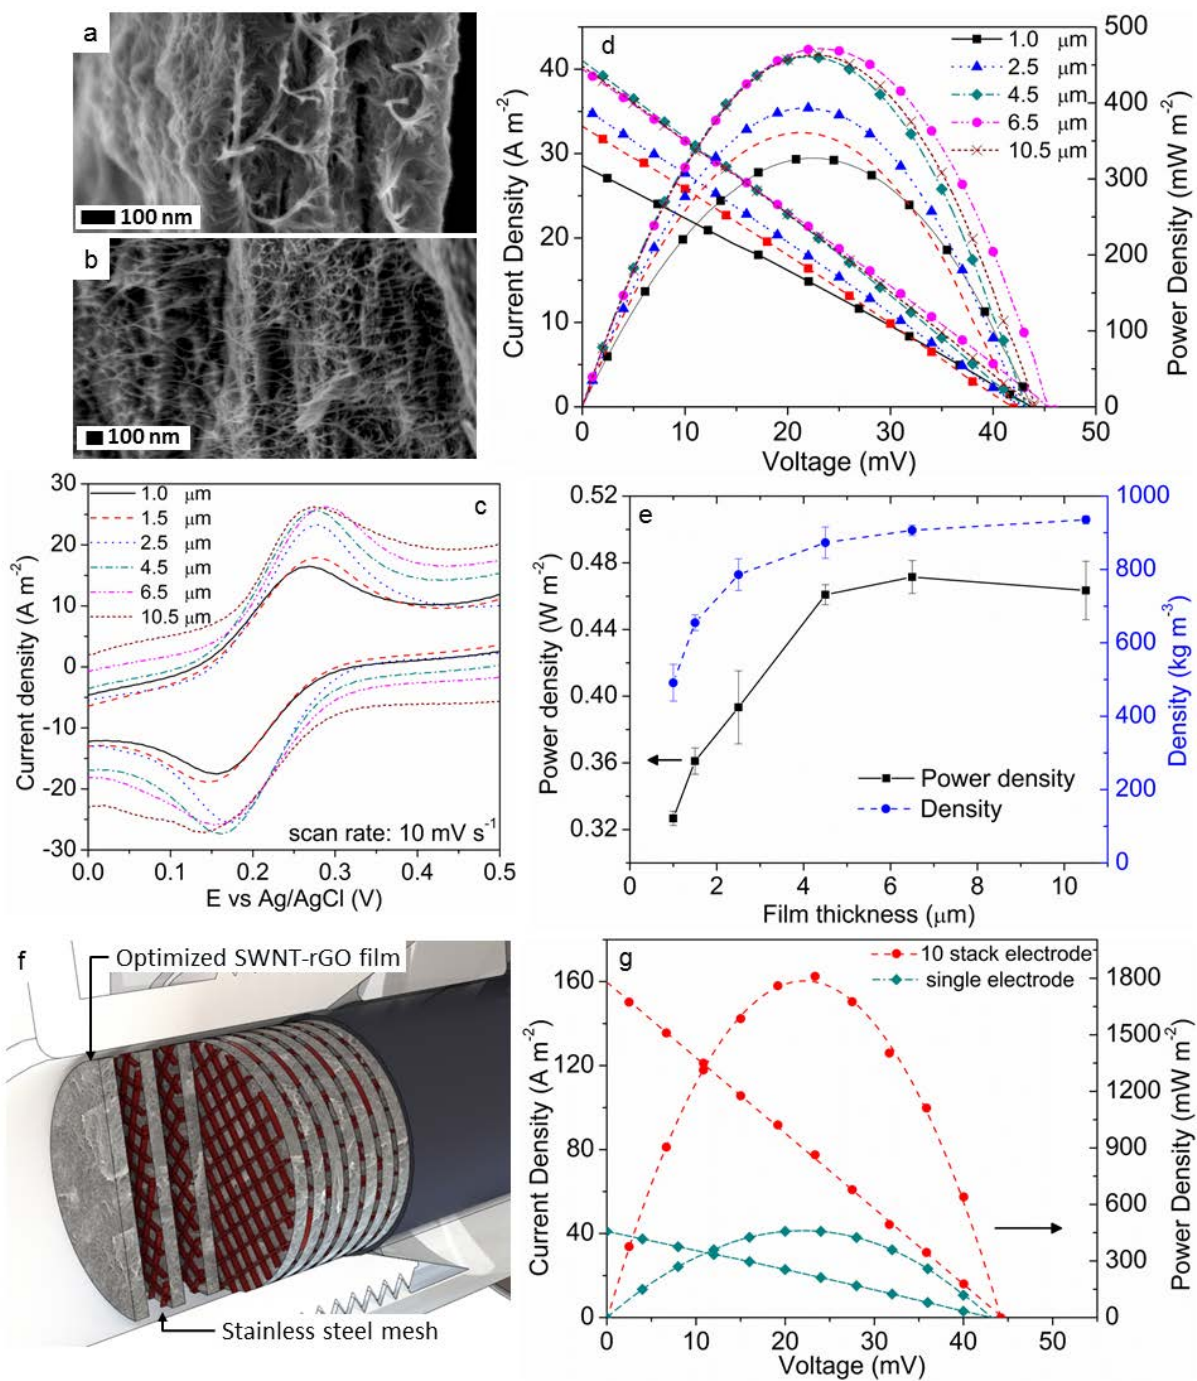 a
100 nm
b
100 nm
d
1.0 μm
2.5 μm
4.5 μm
6.5 μm
10.5 μm
Current Density (A m-2)
40
30
20
10
0
0 10 20 30 40 50
Voltage (mV)
Power Density (mW m-2)
500
400
300
200
100
0
c
1.0 μm
1.5 μm
2.5 μm
4.5 μm
6.5 μm
10.5 μm
scan rate: 10 mV s-1
Current density (A m-2)
30
20
10
0
-10
-20
-30
0.0 0.1 0.2 0.3 0.4 0.5
E vs Ag/AgCl (V)
e
Power density (W m-2)
0.52
0.48
0.44
0.40
0.36
0.32
Power density
Density
0 2 4 6 8 10
Film thickness (μm)
Density (kg m-3)
1000
800
600
400
200
0
f
Optimized SWNT-rGO film
Stainless steel mesh
g
10 stack electrode
single electrode
Current Density (A m-2)
160
120
80
40
0
0 10 20 30 40 50
Voltage (mV)
Power Density (mW m-2)
1800
1500
1200
900
600
300
0